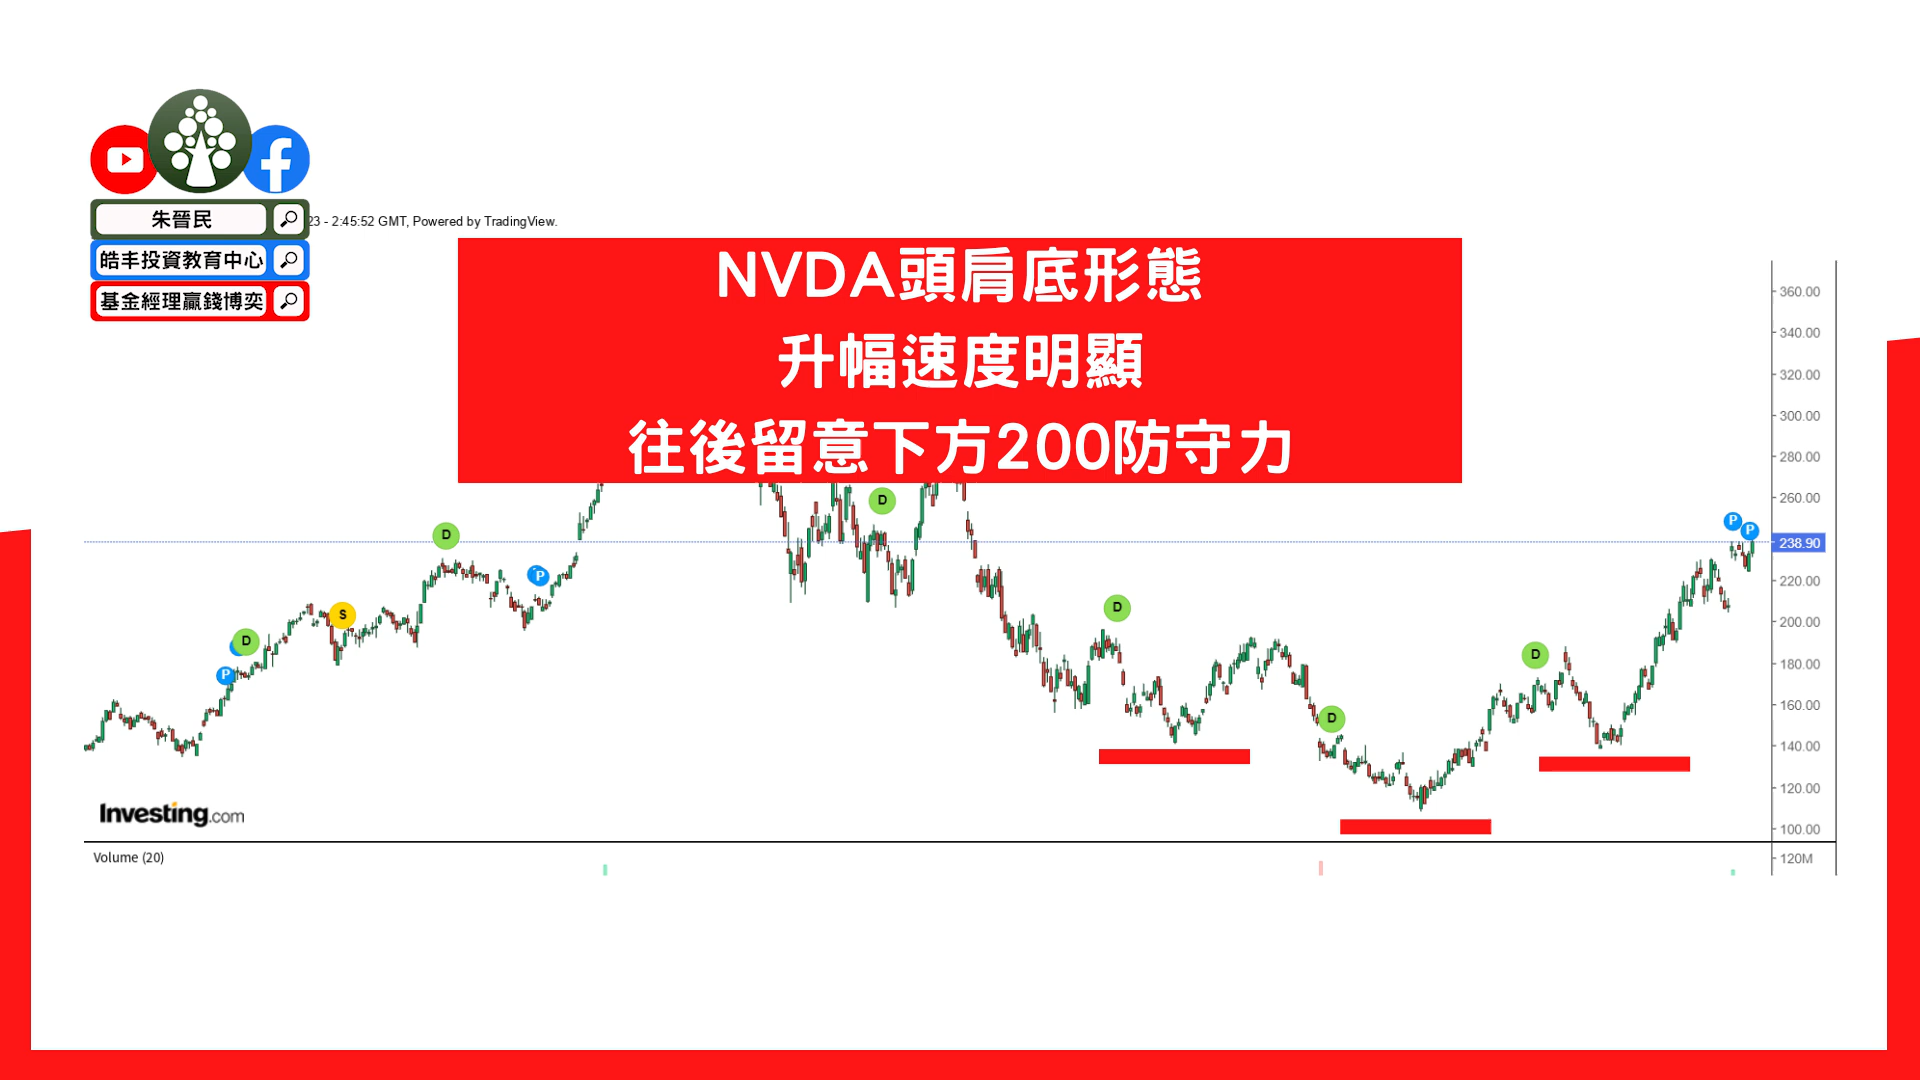 朱晉民
皓丰投資教育中心
基金經理贏錢博奕
23 - 2:45:52 GMT, Powered by TradingView.
NVDA頭肩底形態
升幅速度明顯
往後留意下方200防守力
360.00
340.00
320.00
300.00
280.00
260.00
238.90
220.00
200.00
180.00
160.00
140.00
120.00
100.00
120M
D
D
P
P
D
P
S
P
D
D
D
D
Investing.com
Volume (20)